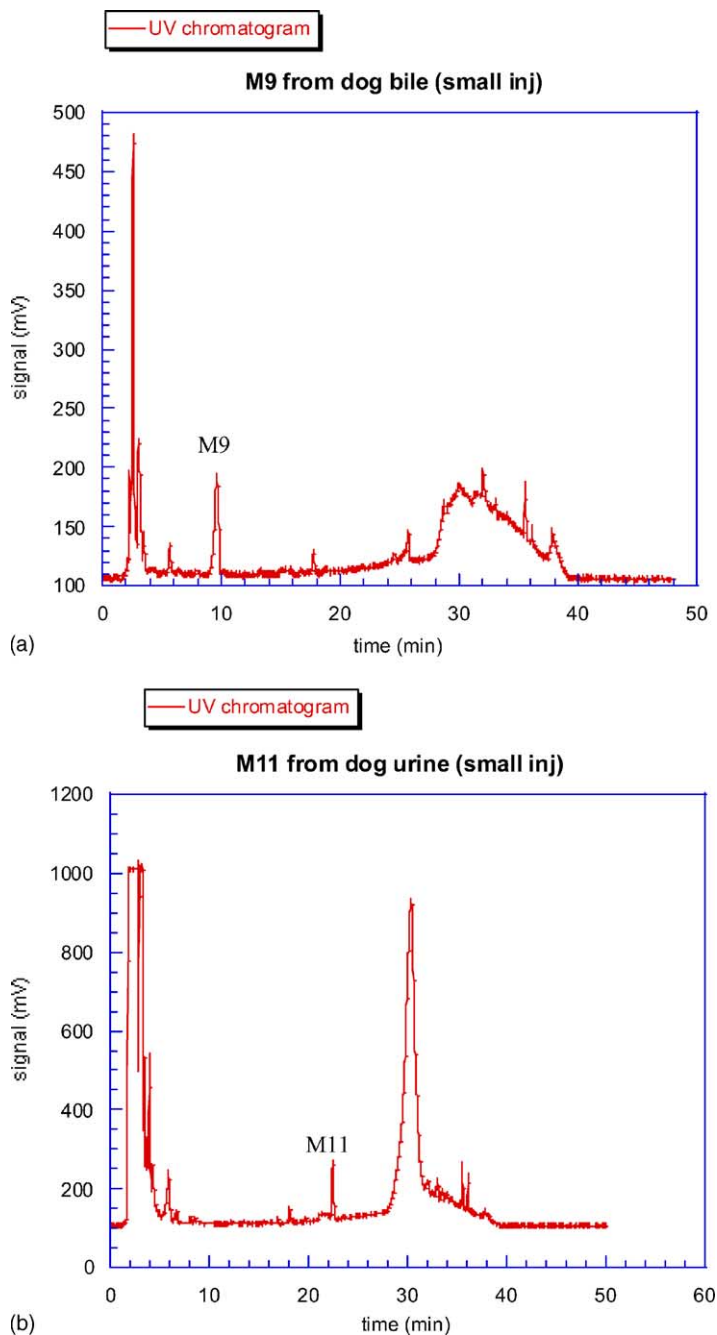 UV chromatogram
M9 from dog bile (small inj)
500
450
400
350
300
250
200
150
100
signal (mV)
M9
0 10 20 30 40 50
time (min)
(a)
UV chromatogram
M11 from dog urine (small inj)
1200
1000
800
600
400
200
0
signal (mV)
M11
0 10 20 30 40 50 60
time (min)
(b)